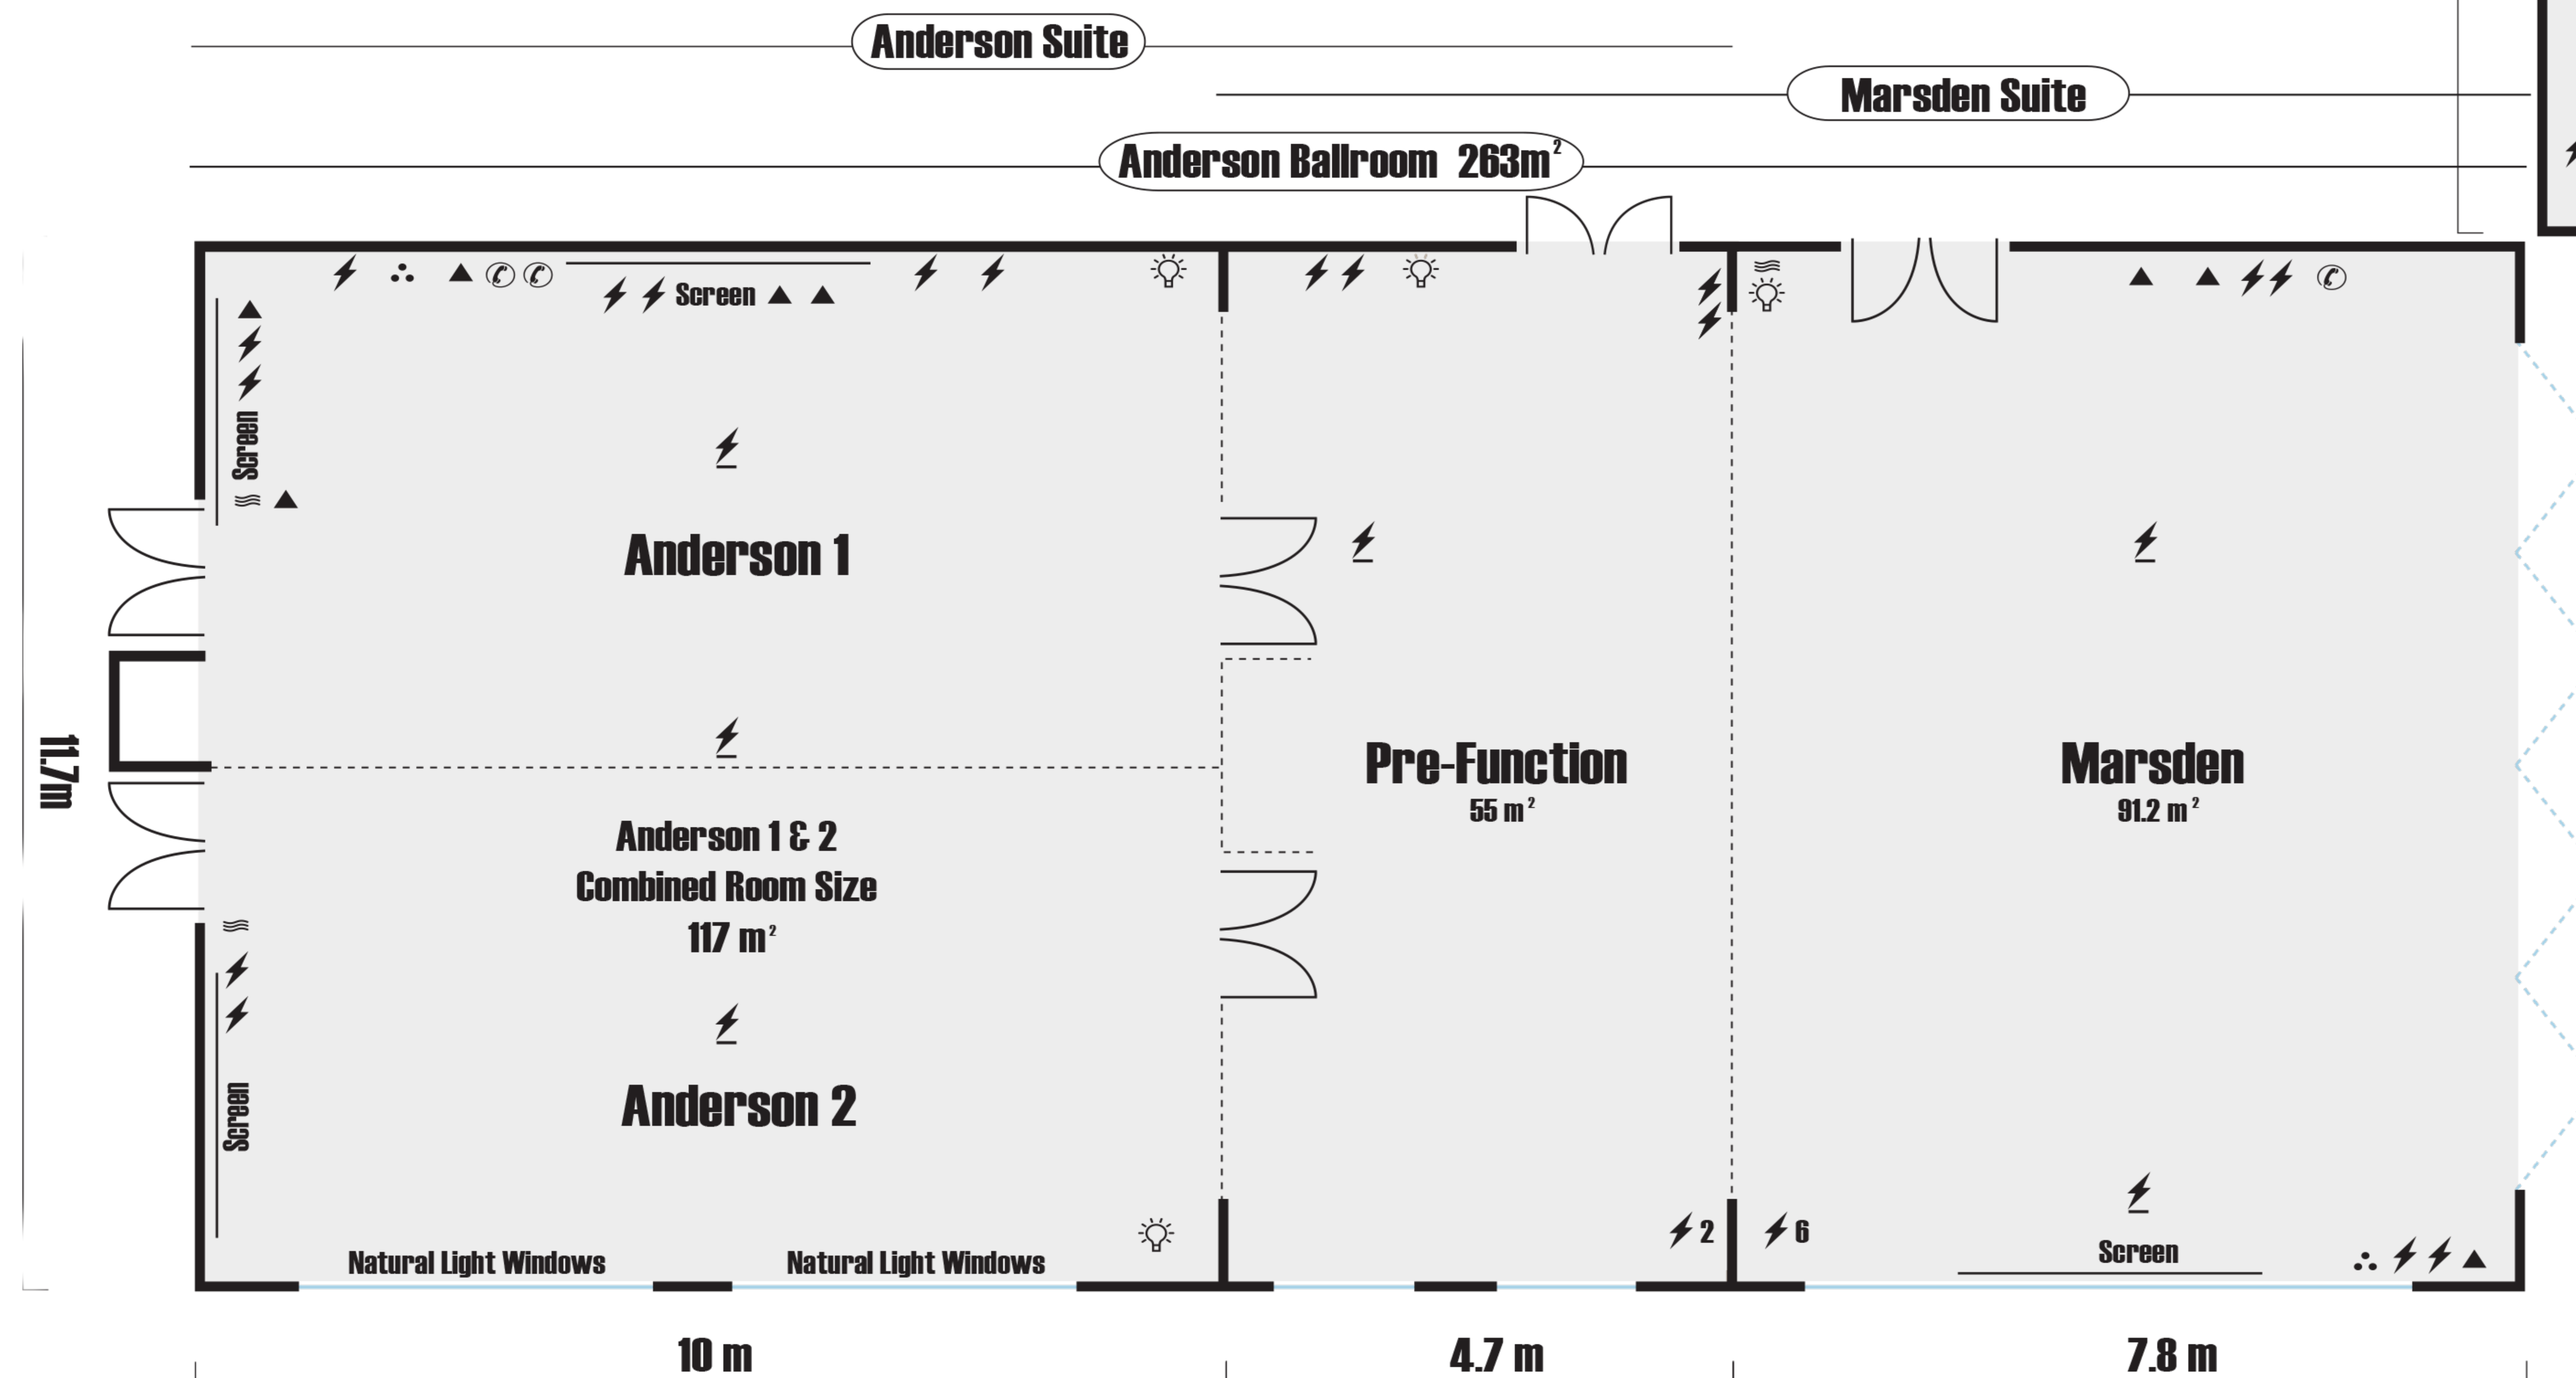 Anderson Suite
Marsden Suite
Anderson Ballroom 263m²
Screen
Screen
Anderson 1
11.7m
Pre-Function
55 m²
Marsden
91.2 m²
Anderson 1 & 2
Combined Room Size
117 m²
Anderson 2
Screen
2
6
Screen
Natural Light Windows
Natural Light Windows
10 m
4.7 m
7.8 m